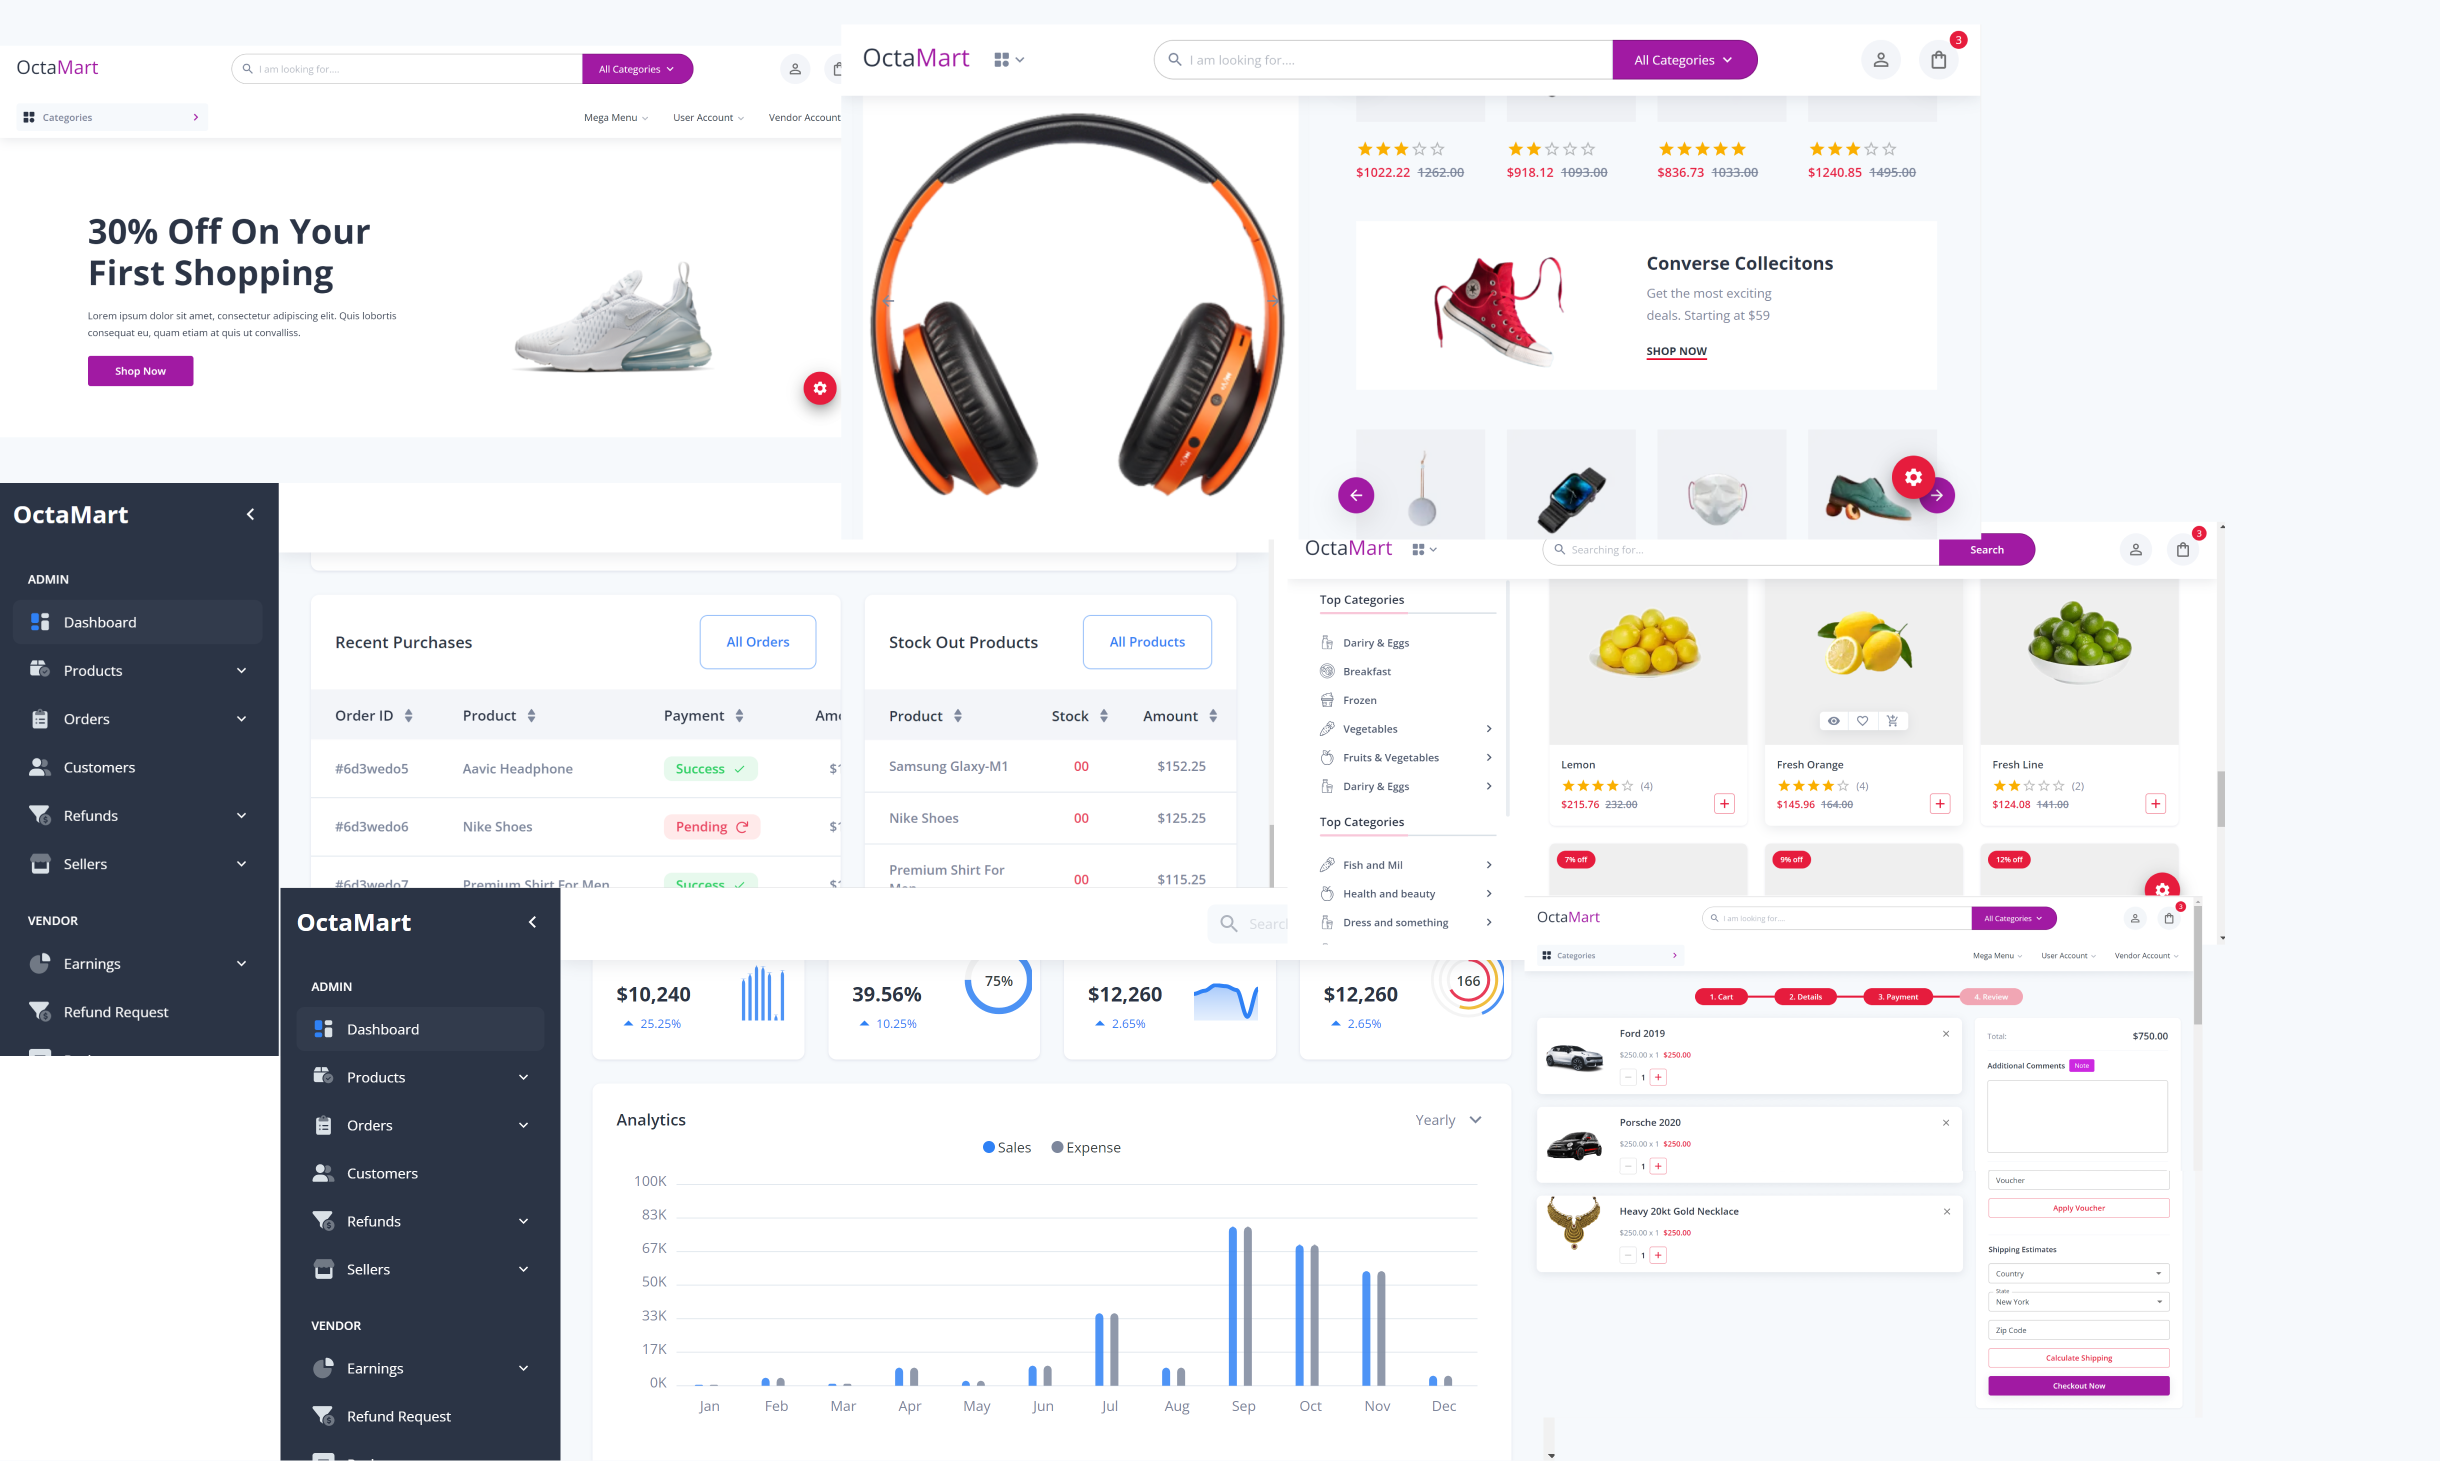 OctaMart
I am looking for....
All Categories
Categories
Mega Menu
User Account
Vendor Account
30% Off On Your
First Shopping
Lorem ipsum dolor sit amet, consectetur adipiscing elit. Quis lobortis
consequat eu, quam etiam at quis ut convallis.
Shop Now
OctaMart
I am looking for....
All Categories
3
$1022.22 1262.00
$918.12 1093.00
$836.73 1033.00
$1240.85 1495.00
Converse Collecitons
Get the most exciting
deals. Starting at $59
SHOP NOW
OctaMart
ADMIN
Dashboard
Products
Orders
Customers
Refunds
Sellers
VENDOR
Earnings
Refund Request
Recent Purchases
All Orders
Order ID
Product
Payment
#6d3wedo5
Aavic Headphone
Success
#6d3wedo6
Nike Shoes
Pending
#6d3wedo7
Premium Shirt For Men
Success
Stock Out Products
All Products
Product
Stock
Amount
Samsung Glaxy-M1
00
$152.25
Nike Shoes
00
$125.25
Premium Shirt For
00
$115.25
OctaMart
Searching for...
Search
3
Top Categories
Dariry & Eggs
Breakfast
Frozen
Vegetables
Fruits & Vegetables
Dariry & Eggs
Top Categories
Fish and Mil
Health and beauty
Dress and something
Lemon
(4)
$215.76 232.00
Fresh Orange
(4)
$145.96 164.00
Fresh Line
(2)
$124.08 141.00
7% off
9% off
12% off
OctaMart
ADMIN
Dashboard
Products
Orders
Customers
Refunds
Sellers
VENDOR
Earnings
Refund Request
$10,240
25.25%
39.56%
10.25%
75%
$12,260
2.65%
$12,260
2.65%
166
Analytics
Yearly
Sales
Expense
100K
83K
67K
50K
33K
17K
0K
Jan
Feb
Mar
Apr
May
Jun
Jul
Aug
Sep
Oct
Nov
Dec
OctaMart
I am looking for....
All Categories
3
Categories
Mega Menu
User Account
Vendor Account
1. Cart
2. Details
3. Payment
4. Review
Ford 2019
$250.00 x 1 $250.00
1
Porsche 2020
$250.00 x 1 $250.00
1
Heavy 20kt Gold Necklace
$250.00 x 1 $250.00
1
Total:
$750.00
Additional Comments
Note
Voucher
Apply Voucher
Shipping Estimates
Country
State
New York
Zip Code
Calculate Shipping
Checkout Now